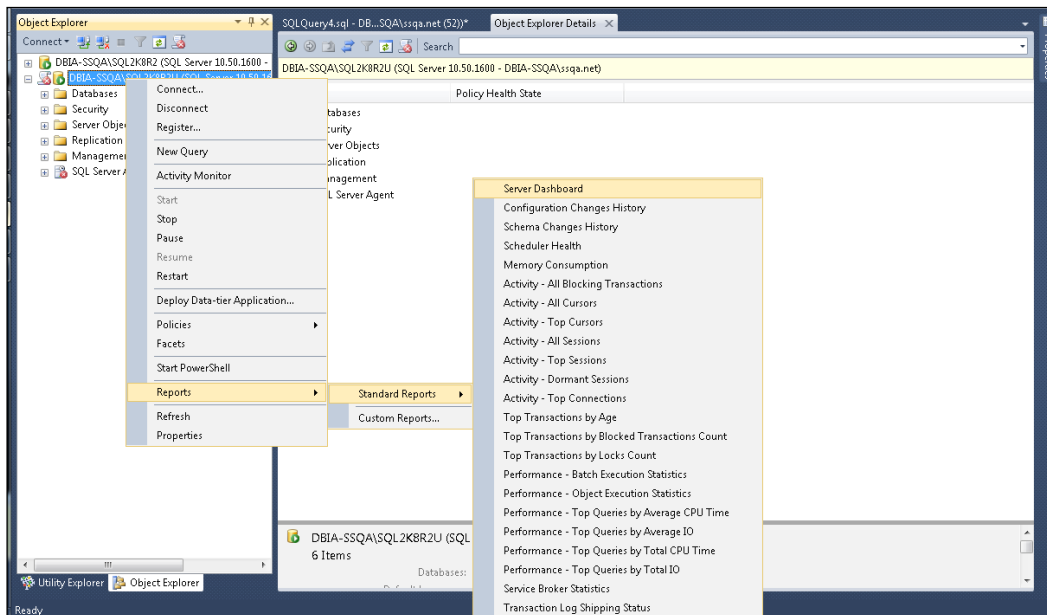 Object Explorer
SQLQuery4.sql - DB...SQA\ssqa.net (52))*
Object Explorer Details
Connect
Search
DBIA-SSQA\SQL2K8R2 (SQL Server 10.50.1600 -
DBIA-SSQA\SQL2K8R2U (SQL Server 10.50.16
DBIA-SSQA\SQL2K8R2U (SQL Server 10.50.1600 - DBIA-SSQA\ssqa.net)
Databases
Security
Server Obje
Replication
Manageme
SQL Server A
Policy Health State
tabases
curity
ver Objects
plication
nagement
L Server Agent
Connect...
Disconnect
Register...
New Query
Activity Monitor
Start
Stop
Pause
Resume
Restart
Deploy Data-tier Application...
Policies
Facets
Start PowerShell
Reports
Refresh
Properties
Standard Reports
Custom Reports...
Server Dashboard
Configuration Changes History
Schema Changes History
Scheduler Health
Memory Consumption
Activity - All Blocking Transactions
Activity - All Cursors
Activity - Top Cursors
Activity - All Sessions
Activity - Top Sessions
Activity - Dormant Sessions
Activity - Top Connections
Top Transactions by Age
Top Transactions by Blocked Transactions Count
Top Transactions by Locks Count
Performance - Batch Execution Statistics
Performance - Object Execution Statistics
Performance - Top Queries by Average CPU Time
Performance - Top Queries by Average IO
Performance - Top Queries by Total CPU Time
Performance - Top Queries by Total IO
Service Broker Statistics
Transaction Log Shipping Status
DBIA-SSQA\SQL2K8R2U (SQL
6 Items
Databases:
Utility Explorer
Object Explorer
Ready